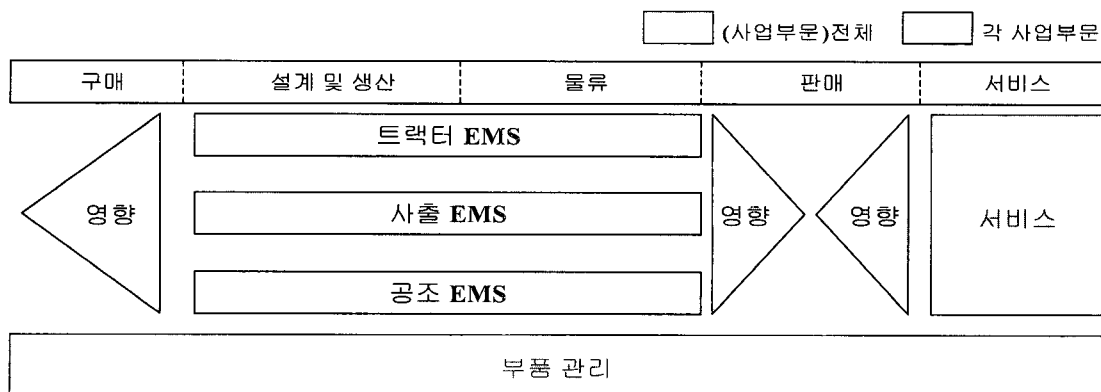 (사업부문)전체 각 사업부문
구매 설계 및 생산 물류 판매 서비스
트랙터 EMS
사출 EMS
공조 EMS
영향 영향 영향 서비스
부품 관리